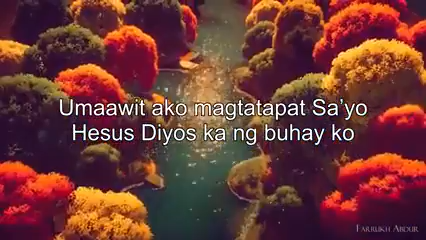 Umaawit ako magtatapat Sa’yo
Hesus Diyos ka ng buhay ko
Farrukh Abdur